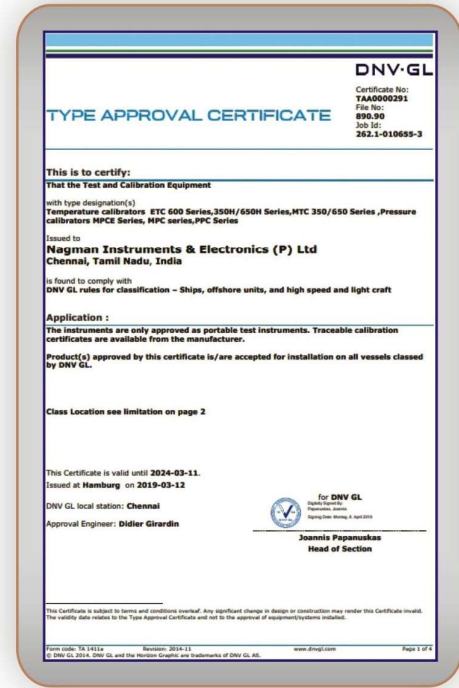 DNV·GL
Certificate No:
TAA0000291
File No:
890.90
Job Id:
262.1-010655-3
TYPE APPROVAL CERTIFICATE
This is to certify:
That the Test and Calibration Equipment
with type designation(s)
Temperature calibrators ETC 600 Series,350H/650H Series,MTC 350/650 Series ,Pressure
calibrators MPCE Series, MPC series,PPC Series
Issued to
Nagman Instruments & Electronics (P) Ltd
Chennai, Tamil Nadu, India
is found to comply with
DNV GL rules for classification – Ships, offshore units, and high speed and light craft
Application :
The instruments are only approved as portable test instruments. Traceable calibration
certificates are available from the manufacturer.
Product(s) approved by this certificate is/are accepted for installation on all vessels classed
by DNV GL.
Class Location see limitation on page 2
This Certificate is valid until 2024-03-11.
Issued at Hamburg on 2019-03-12
DNV GL local station: Chennai
Approval Engineer: Didier Girardin
for DNV GL
Digitally Signed By:
Papanuskas, Joannis
Signing Date: Montag, 8. April 2019
Joannis Papanuskas
Head of Section
This Certificate is subject to terms and conditions overleaf. Any significant change in design or construction may render this Certificate invalid.
The validity date relates to the Type Approval Certificate and not to the approval of equipment/systems installed.
Form code: TA 1411a Revision: 2014-11 www.dnvgl.com Page 1 of 4
© DNV GL 2014. DNV GL and the Horizon Graphic are trademarks of DNV GL AS.